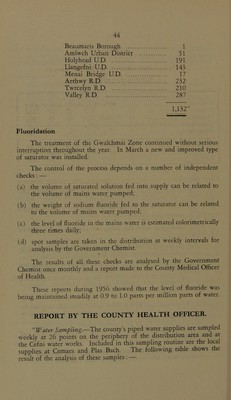 44
Beaumaris Borough 1
Amlwch Urban District 51
Holyhead U.D. 191
Llangefni U.D. 143
Menai Bridge U.D. 17
Aethwy R.D. 232
Twrcelyn R.D. 210
Valley R.D. 287
1,132"
Fluoridation
The treatment of the Gwalchmai Zone continued without serious
interruption throughout the year. In March a new and improved type
of saturator was installed.
The control of the process depends on a number of independent
checks :—
(a) the volume of saturated solution fed into supply can be related to
the volume of mains water pumped;
(b) the weight of sodium fluoride fed to the saturator can be related
to the volume of mains water pumped;
(c) the level of fluoride in the mains water is estimated colorimetrically
three times daily;
(d) spot samples are taken in the distribution at weekly intervals for
analysis by the Government Chemist.
The results of all these checks are analysed by the Government
Chemist once monthly and a report made to the County Medical Officer
of Health.
These reports during 1956 showed that the level of fluoride was
being maintained steadily at 0.9 to 1.0 parts per million parts of water.
REPORT BY THE COUNTY HEALTH OFFICER.
"Water Sampling.—The county's piped water supplies are sampled
weekly at 26 points on the periphery of the distribution area and at
the Cefni water works. Included in this sampling routine are the local
supplies at Cemaes and Plas Buch. The following table shows the
result of the analysis of these samples :—